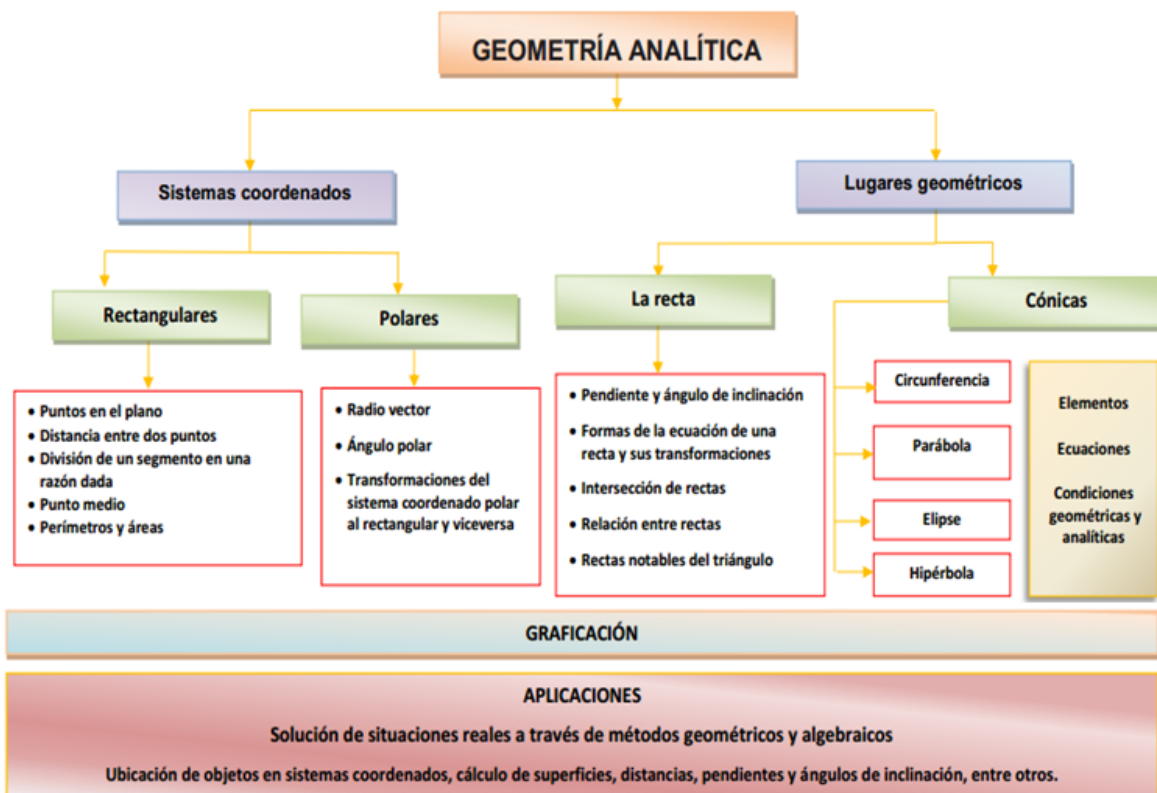 GEOMETRÍA ANALÍTICA
Sistemas coordenados
Lugares geométricos
Rectangulares
Polares
La recta
Cónicas
• Puntos en el plano
• Distancia entre dos puntos
• División de un segmento en una
razón dada
• Punto medio
• Perímetros y áreas
• Radio vector
• Ángulo polar
• Transformaciones del
sistema coordenado polar
al rectangular y viceversa
• Pendiente y ángulo de inclinación
• Formas de la ecuación de una
recta y sus transformaciones
• Intersección de rectas
• Relación entre rectas
• Rectas notables del triángulo
Circunferencia
Parábola
Elipse
Hipérbola
Elementos
Ecuaciones
Condiciones
geométricas y
analíticas
GRAFICACIÓN
APLICACIONES
Solución de situaciones reales a través de métodos geométricos y algebraicos
Ubicación de objetos en sistemas coordenados, cálculo de superficies, distancias, pendientes y ángulos de inclinación, entre otros.